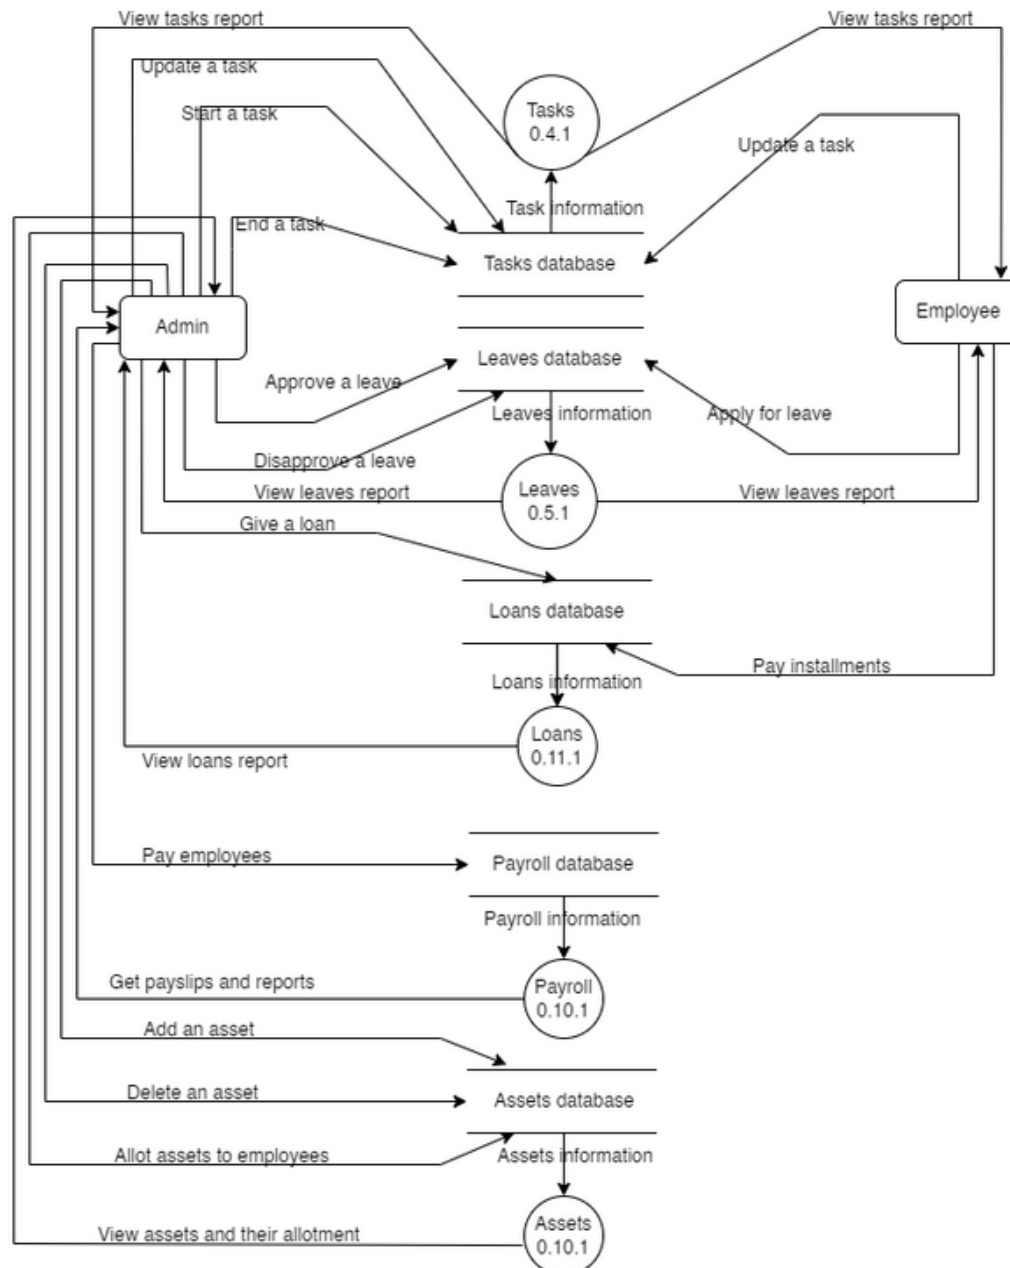 View tasks report
View tasks report
Update a task
Tasks
0.4.1
Start a task
Update a task
Task information
End a task
Tasks database
Admin
Employee
Leaves database
Approve a leave
Leaves information
Apply for leave
Disapprove a leave
View leaves report
Leaves
0.5.1
View leaves report
Give a loan
Loans database
Pay installments
Loans information
Loans
0.11.1
View loans report
Pay employees
Payroll database
Payroll information
Get payslips and reports
Payroll
0.10.1
Add an asset
Delete an asset
Assets database
Allot assets to employees
Assets information
View assets and their allotment
Assets
0.10.1